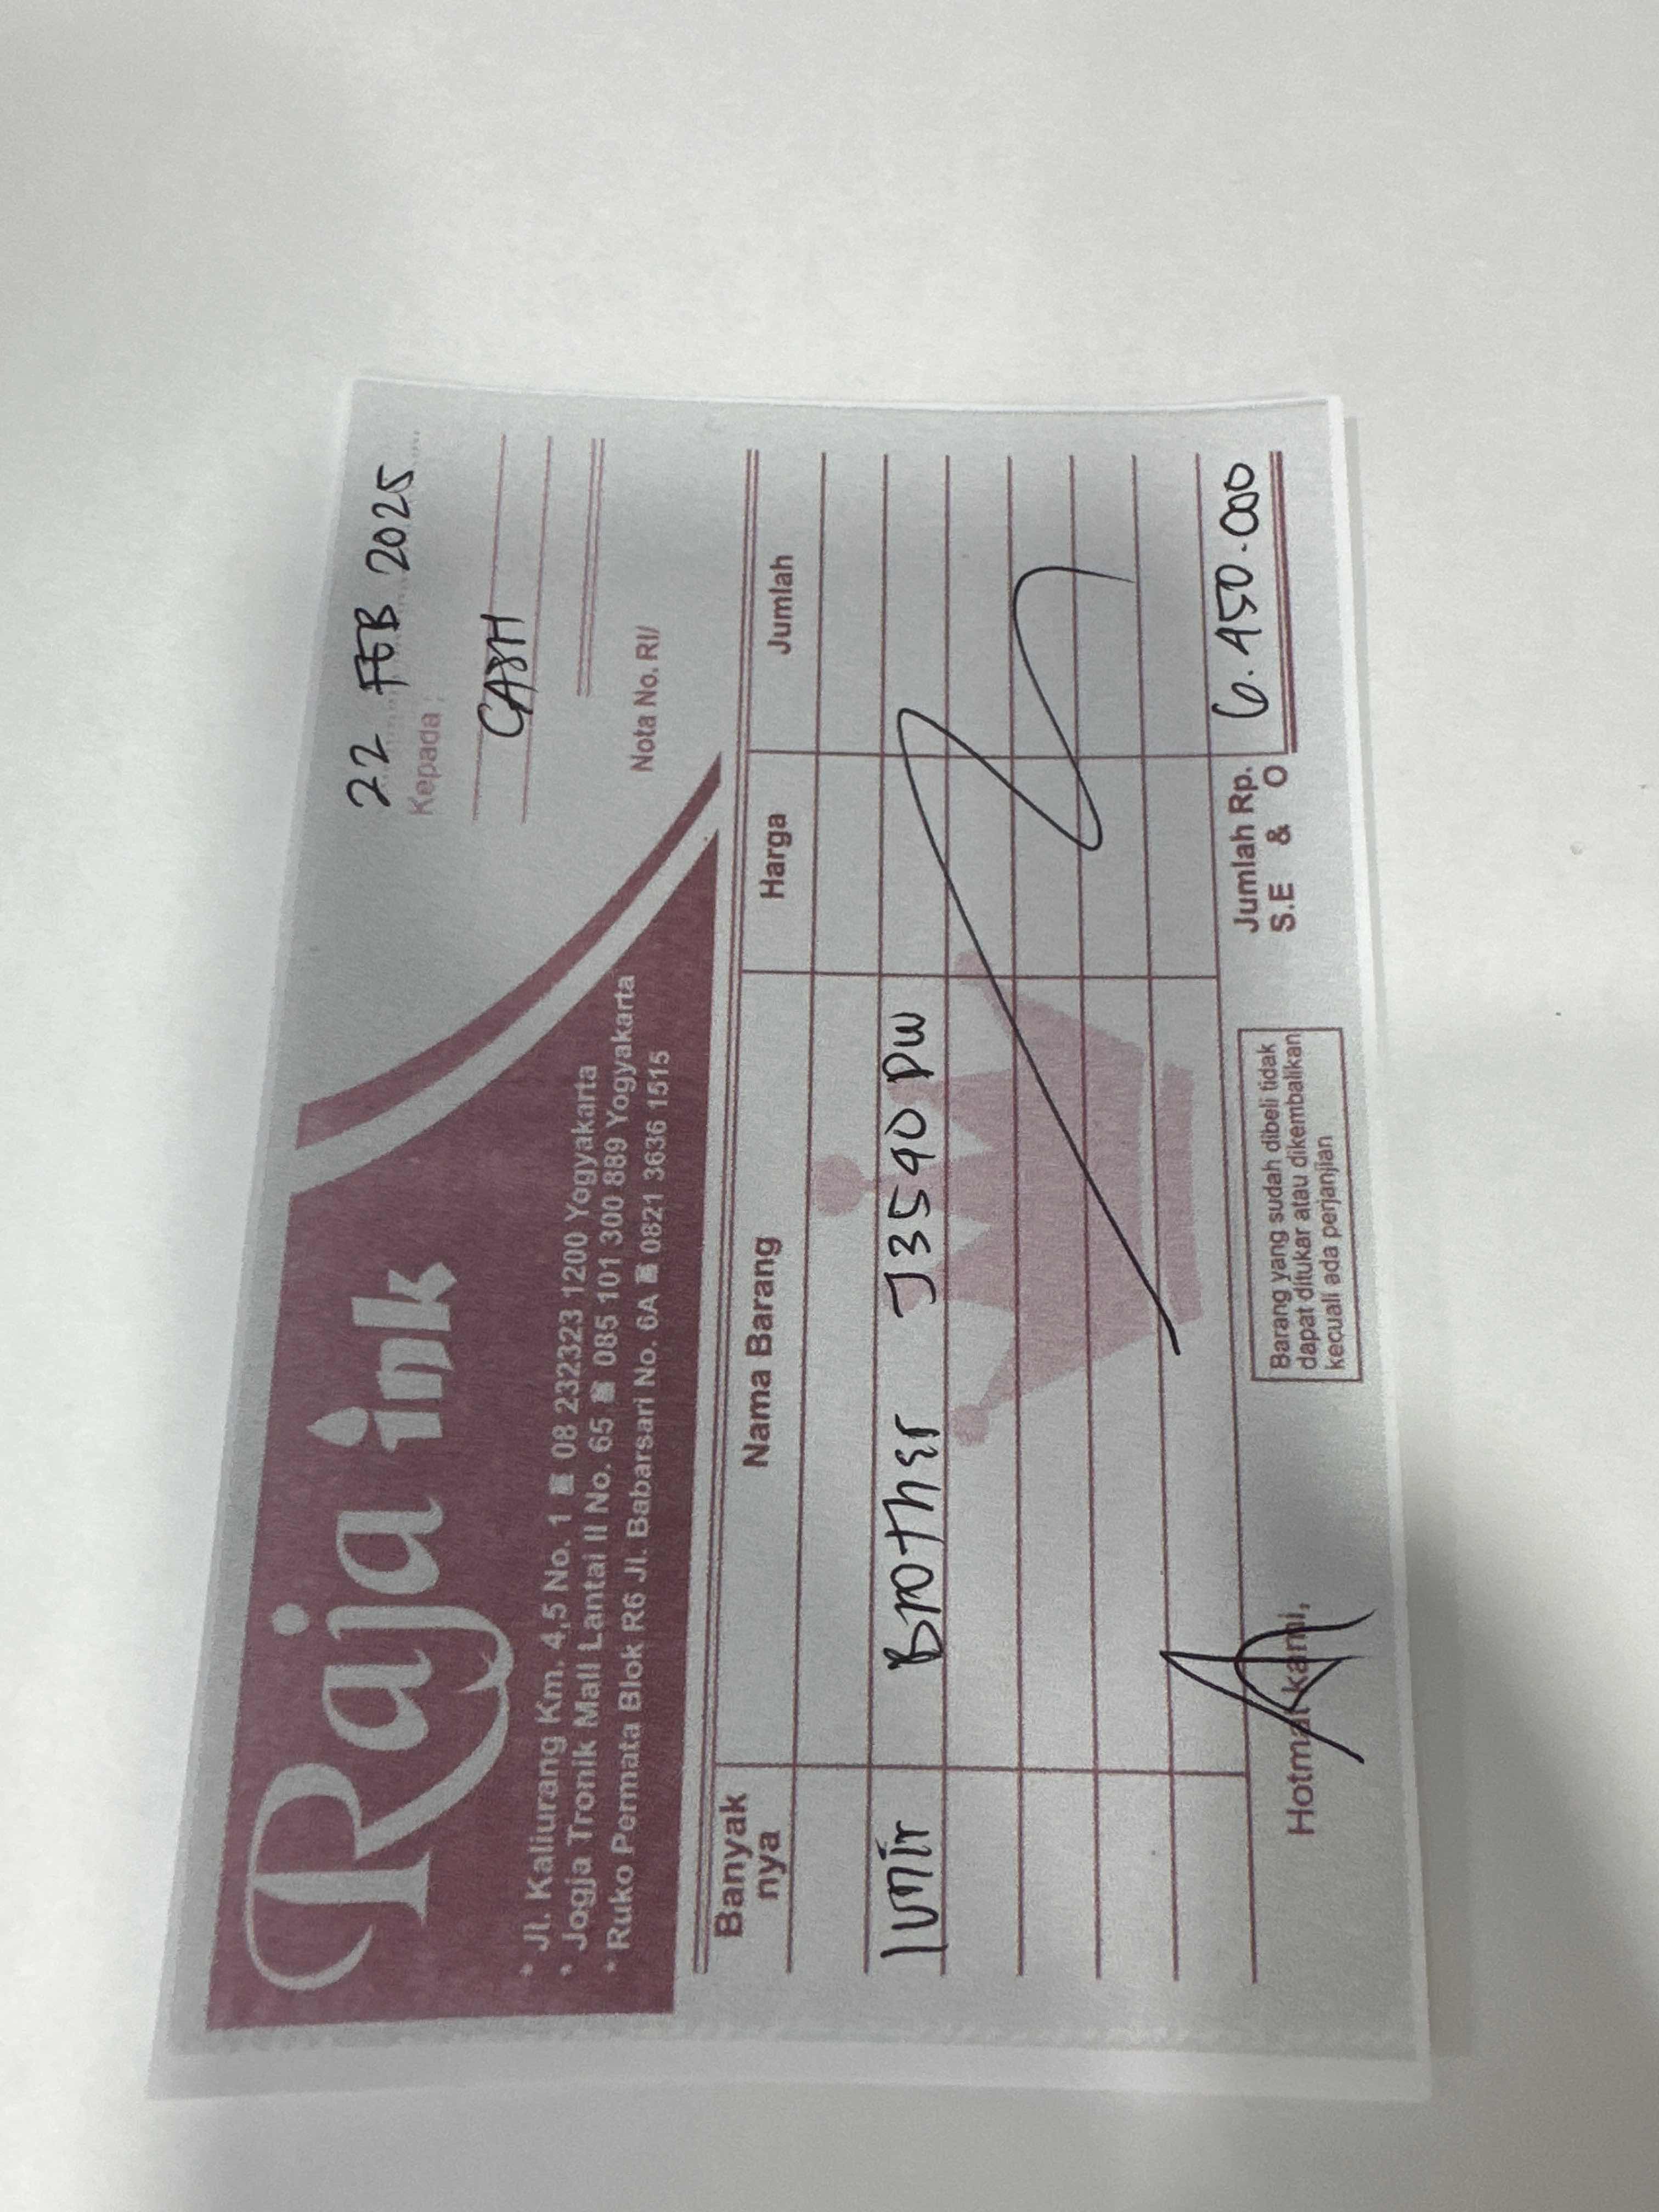 Raja ink
* Jl. Kaliurang Km. 4,5 No. 1 ☎ 08 232323 1200 Yogyakarta
* Jogja Tronik Mall Lantai II No. 65 ☎ 085 101 300 889 Yogyakarta
* Ruko Permata Blok R6 Jl. Babarsari No. 6A ☎ 0821 3636 1515
22 FEB 2025
Kepada :
CASH
Nota No. RI/
Banyak nya Nama Barang Harga Jumlah
1 unit Brother J3540 DW
Jumlah Rp. 6.450.000
S.E & O
Hotmat kami,
Barang yang sudah dibeli tidak
dapat ditukar atau dikembalikan
kecuali ada perjanjian